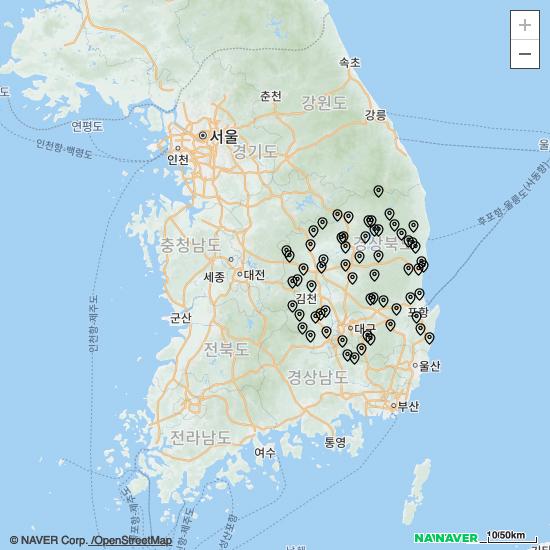 +
−
속초
춘천
강원도
강릉
도
연평도
서울
경기도
인천
인천항-백령도
울
후포항-울릉도(사동항)
경상북도
충청남도
세종
대전
김천
인천항-제주도
군산
포항
대구
전북도
경상남도
울산
부산
전라남도
여수
통영
© NAVER Corp. /OpenStreetMap
NAVER
10/50km